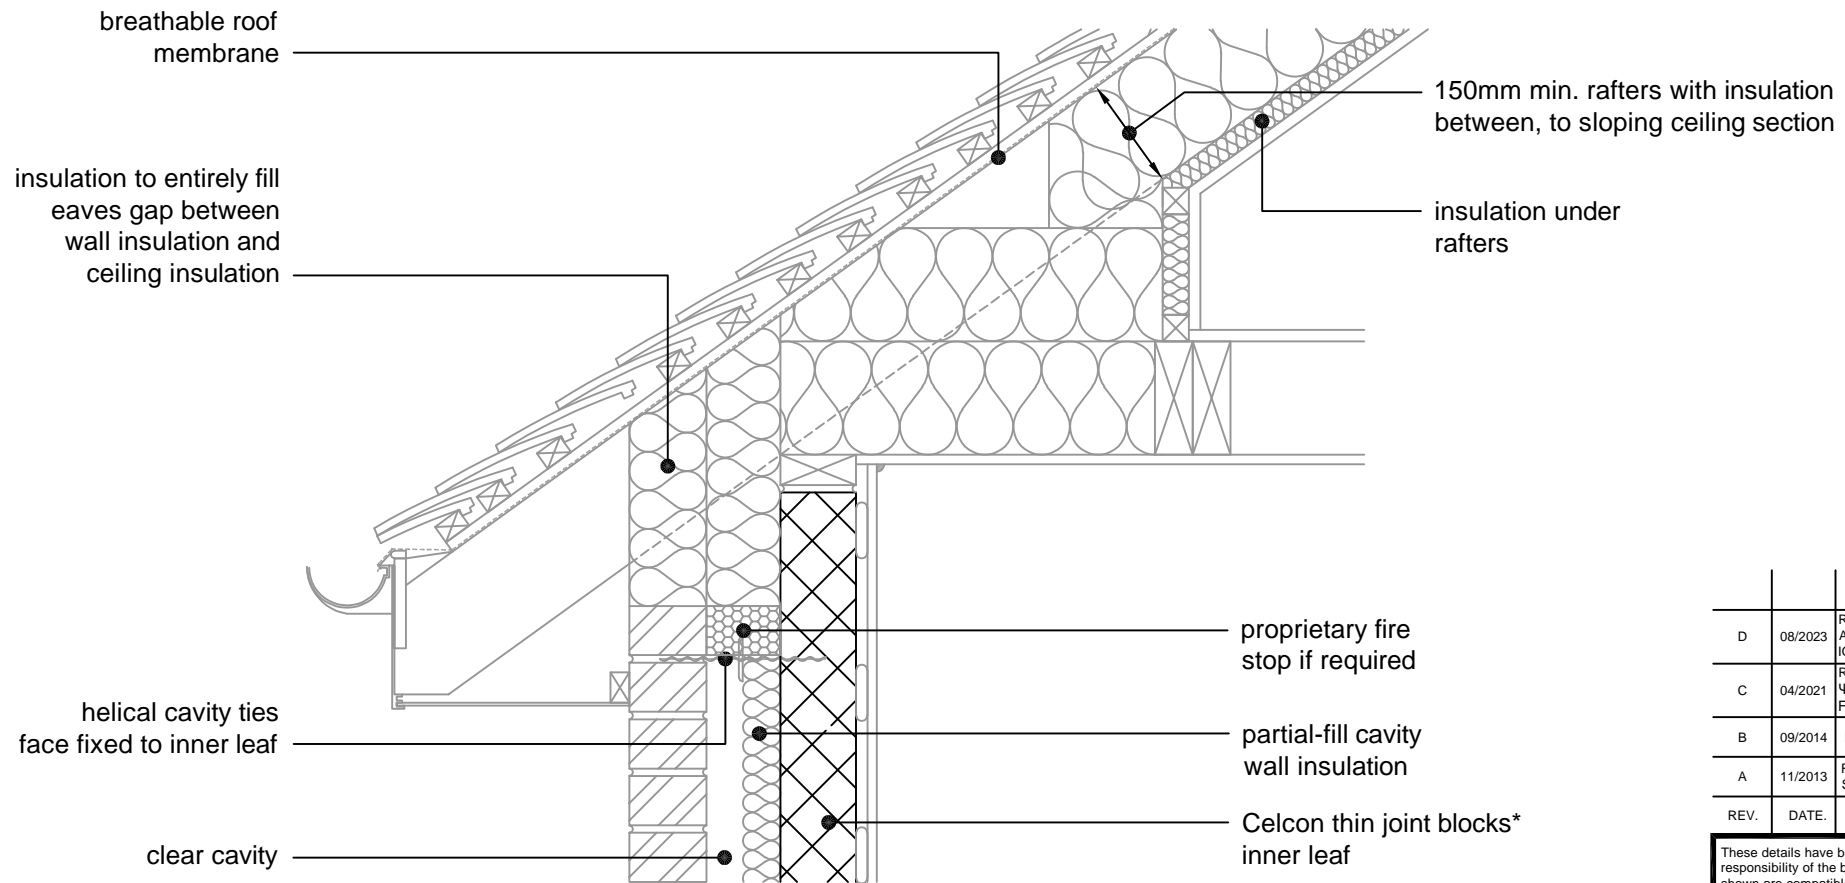 breathable roof
membrane
insulation to entirely fill
eaves gap between
wall insulation and
ceiling insulation
helical cavity ties
face fixed to inner leaf
clear cavity
150mm min. rafters with insulation
between, to sloping ceiling section
insulation under
rafters
proprietary fire
stop if required
partial-fill cavity
wall insulation
Celcon thin joint blocks*
inner leaf
D 08/2023
C 04/2021
B 09/2014
A 11/2013
REV. DATE.
These details have b
responsibility of the b